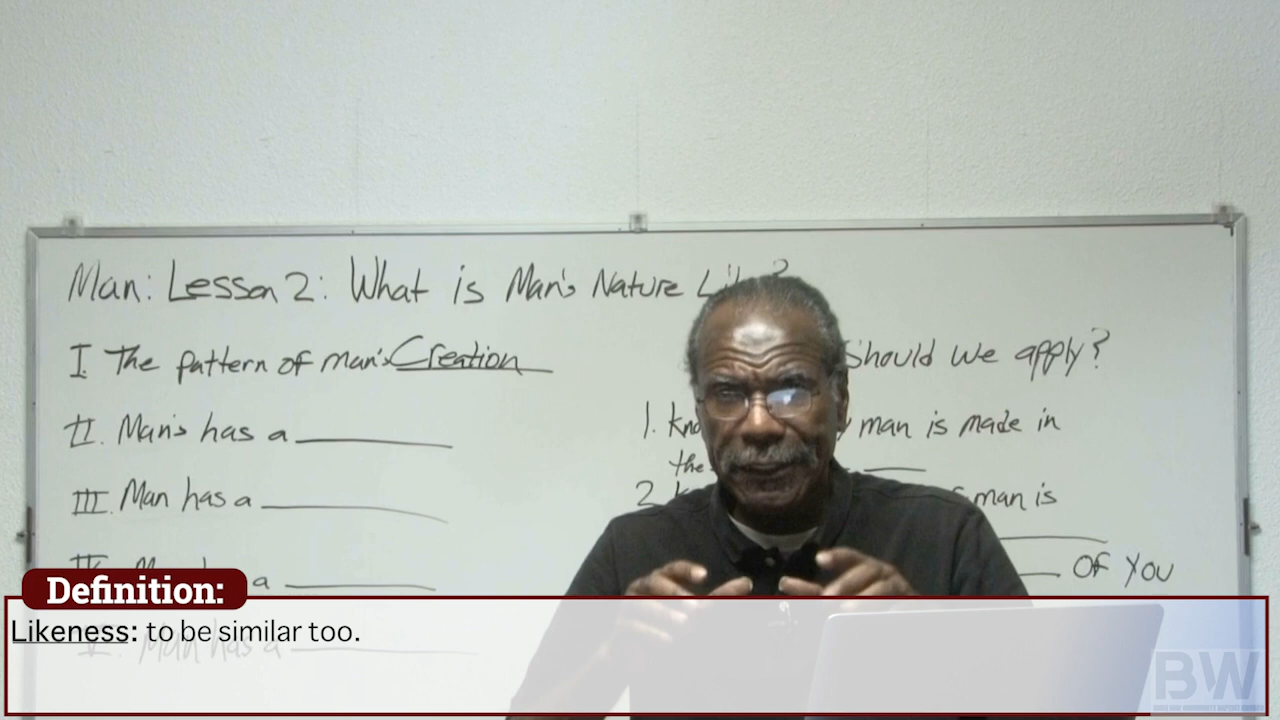 Man: Lesson 2: What is Man's Nature
I. The pattern of man's Creation
Should we apply?
II. Man's has a
1. man is made in
the
III. Man has a
2. man is
a
of you
Definition:
Likeness: to be similar too.
Man has a
BW